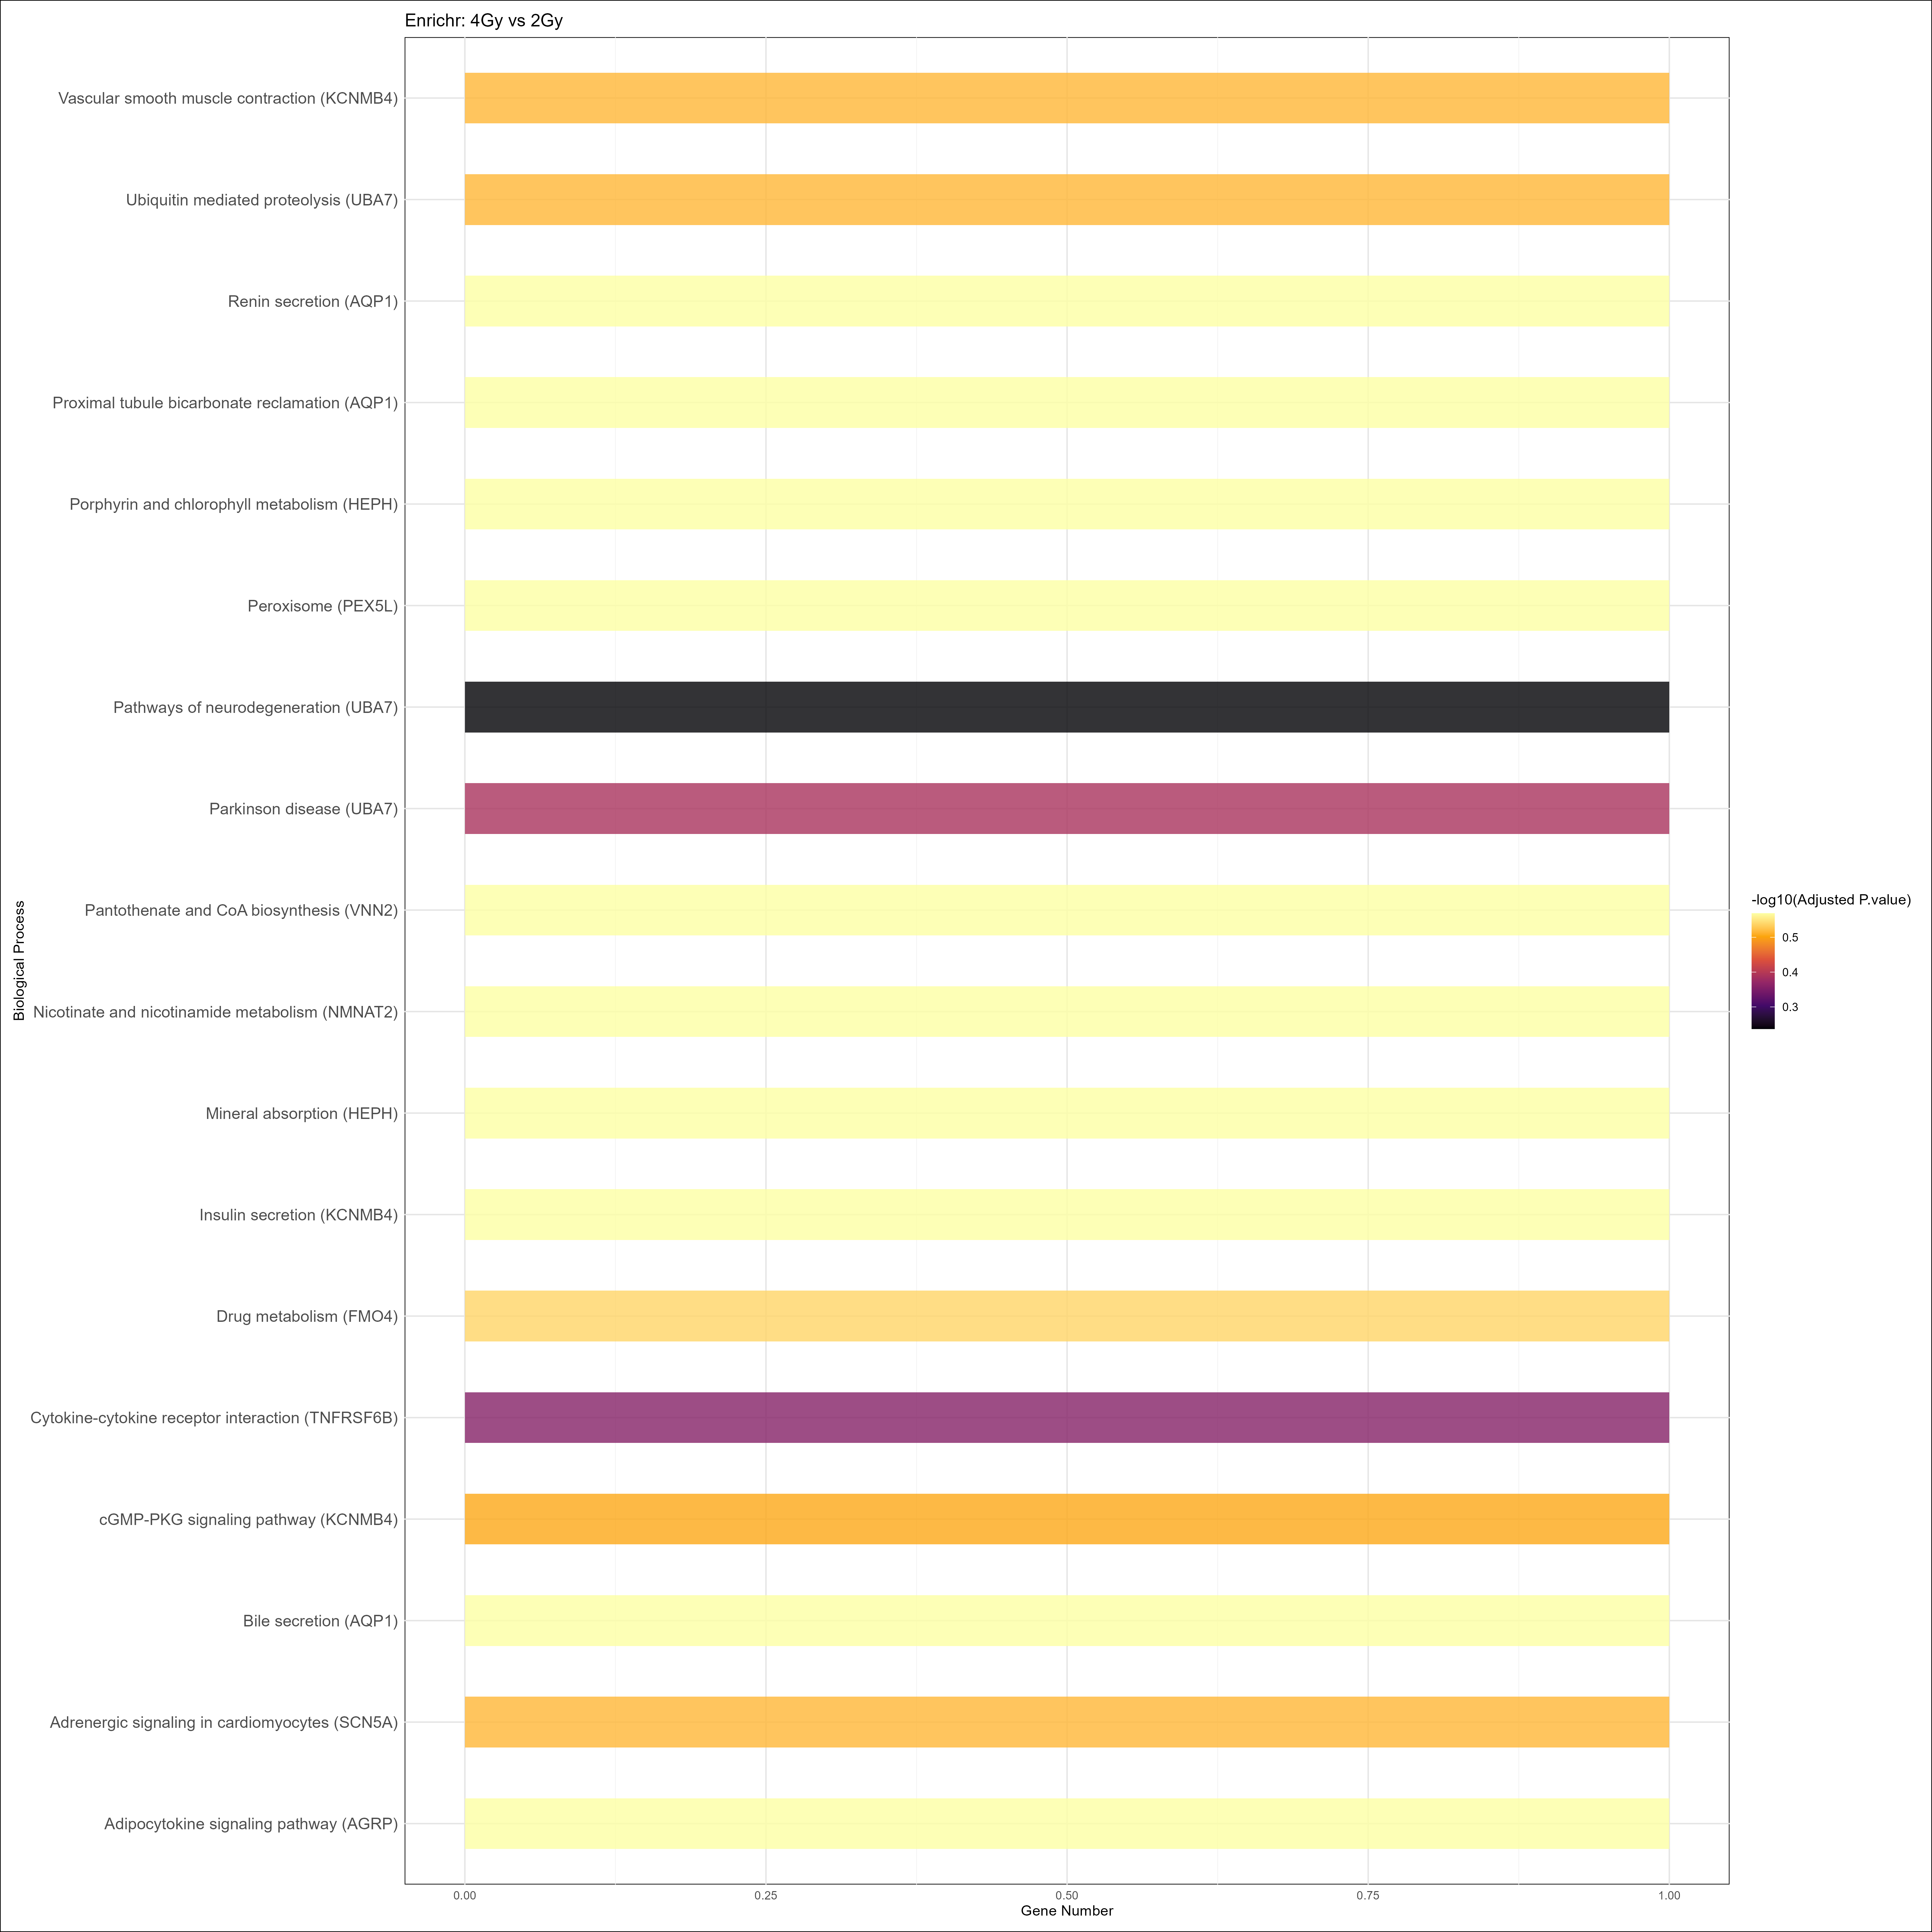 Enrichr: 4Gy vs 2Gy
Vascular smooth muscle contraction (KCNMB4)
Ubiquitin mediated proteolysis (UBA7)
Renin secretion (AQP1)
Proximal tubule bicarbonate reclamation (AQP1)
Porphyrin and chlorophyll metabolism (HEPH)
Peroxisome (PEX5L)
Pathways of neurodegeneration (UBA7)
Parkinson disease (UBA7)
Pantothenate and CoA biosynthesis (VNN2)
Nicotinate and nicotinamide metabolism (NMNAT2)
Mineral absorption (HEPH)
Insulin secretion (KCNMB4)
Drug metabolism (FMO4)
Cytokine-cytokine receptor interaction (TNFRSF6B)
cGMP-PKG signaling pathway (KCNMB4)
Bile secretion (AQP1)
Adrenergic signaling in cardiomyocytes (SCN5A)
Adipocytokine signaling pathway (AGRP)
Biological Process
0.00
0.25
0.50
0.75
1.00
Gene Number
-log10(Adjusted P.value)
0.5
0.4
0.3